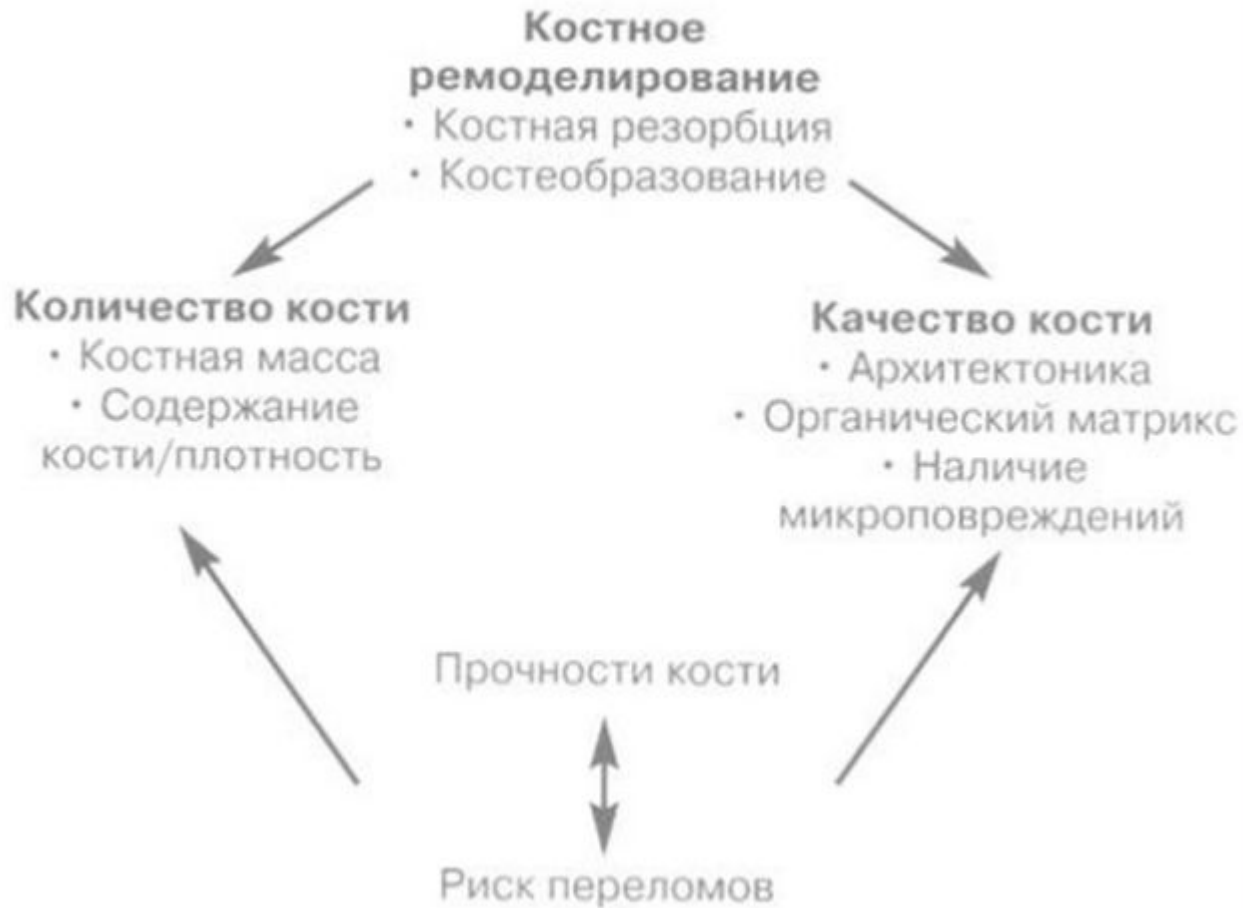 Костное
ремоделирование
• Костная резорбция
• Костеобразование
Количество кости
• Костная масса
• Содержание
кости/плотность
Качество кости
• Архитектоника
• Органический матрикс
• Наличие
микроповреждений
Прочности кости
Риск переломов